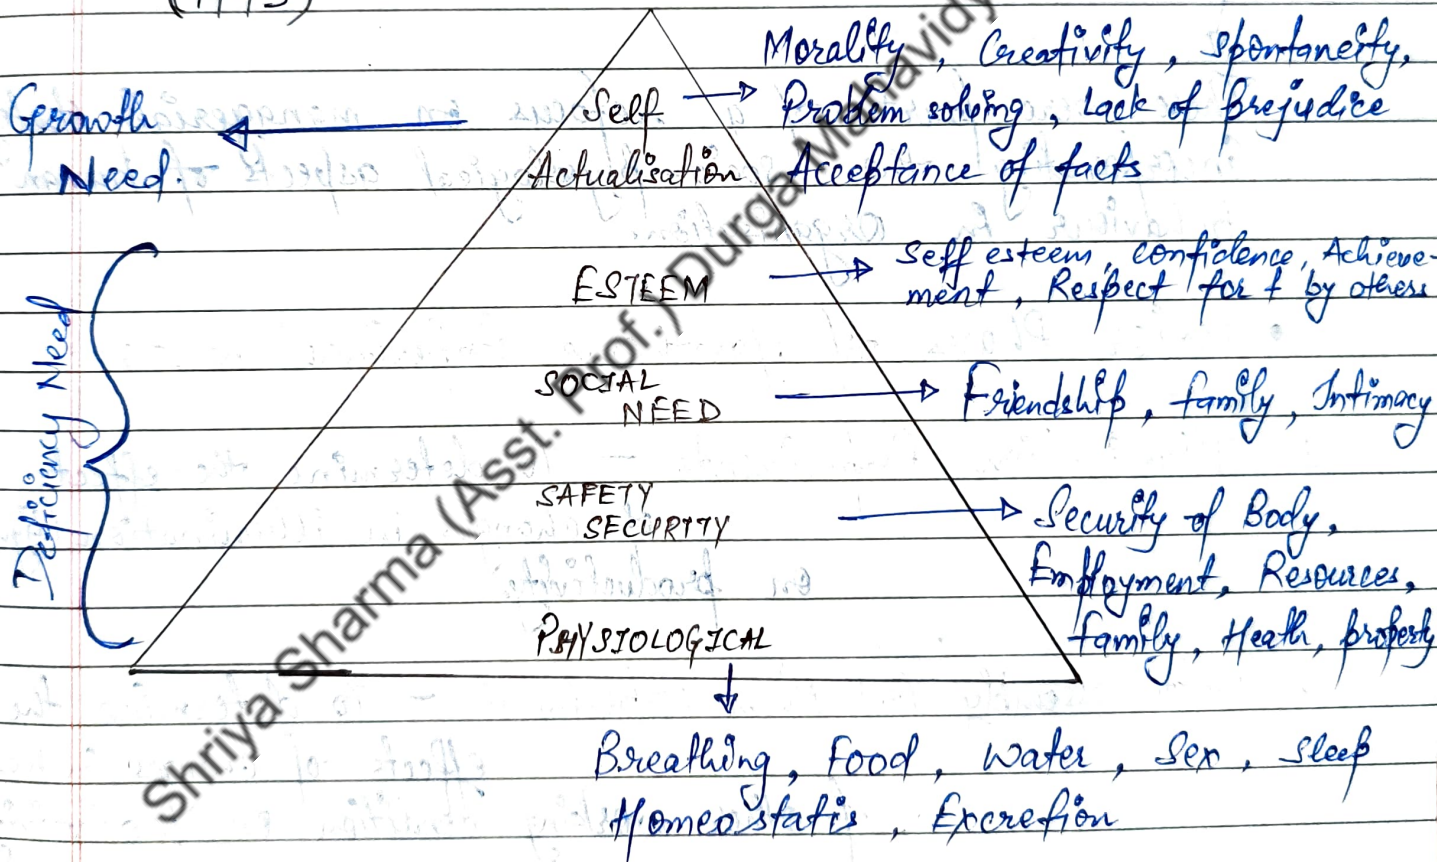 (1943)
Morality, Creativity, Spontaneity,
Growth
Need.
Self
Actualisation
Problem solving, Lack of prejudice
Acceptance of facts
ESTEEM
Self esteem, confidence, Achieve-
ment, Respect for & by others
Deficiency Need
SOCIAL
NEED
Friendship, family, Intimacy
SAFETY
SECURITY
Security of Body,
Employment, Resources,
family, Heath, property
PHYSIOLOGICAL
Breathing, Food, Water, Sex, Sleep
Homeostatis, Excretion
Shriya Sharma (Asst. Prof.) Durga Mahavidy